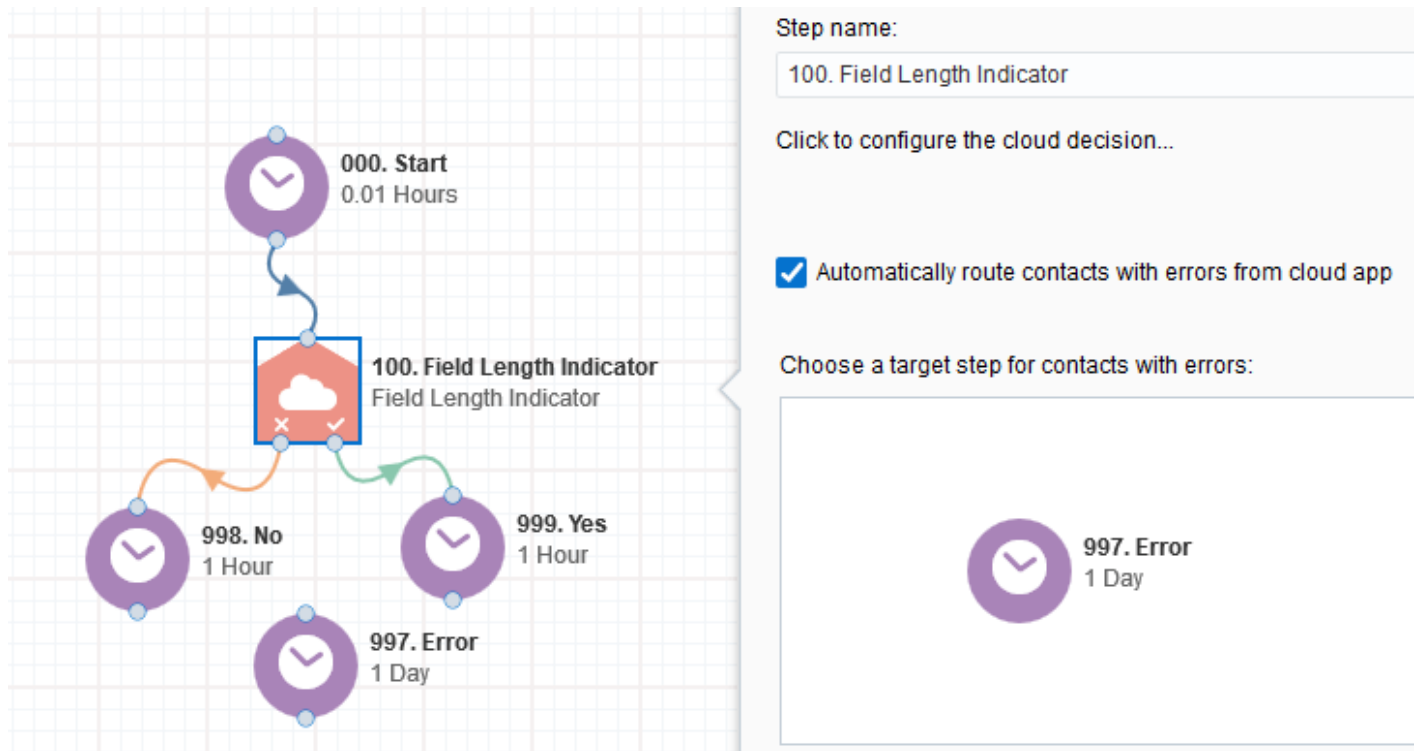 000. Start
0.01 Hours
100. Field Length Indicator
Field Length Indicator
998. No
1 Hour
999. Yes
1 Hour
997. Error
1 Day
Step name:
100. Field Length Indicator
Click to configure the cloud decision...
Automatically route contacts with errors from cloud app
Choose a target step for contacts with errors:
997. Error
1 Day